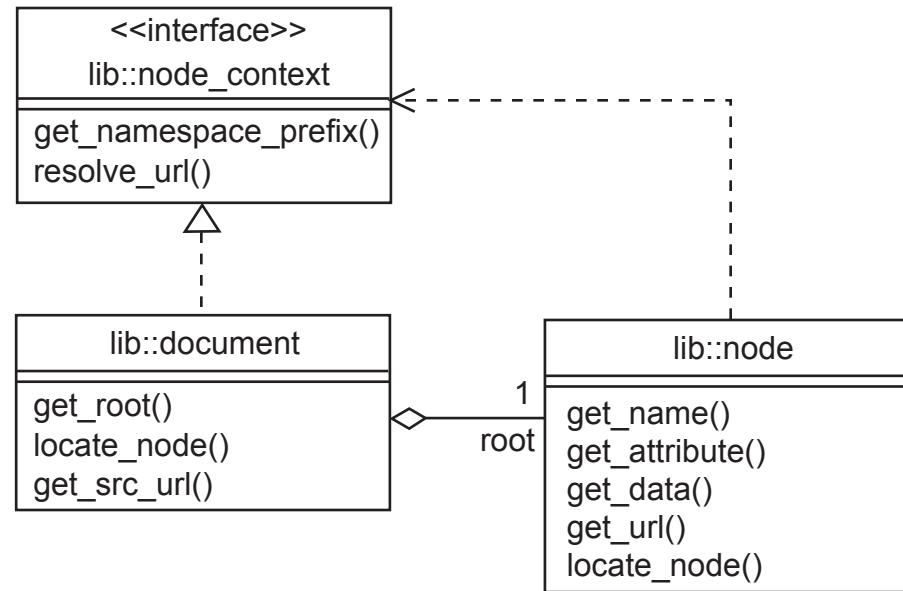 <<interface>>
lib::node_context
get_namespace_prefix()
resolve_url()
lib::document
get_root()
locate_node()
get_src_url()
1
root
lib::node
get_name()
get_attribute()
get_data()
get_url()
locate_node()